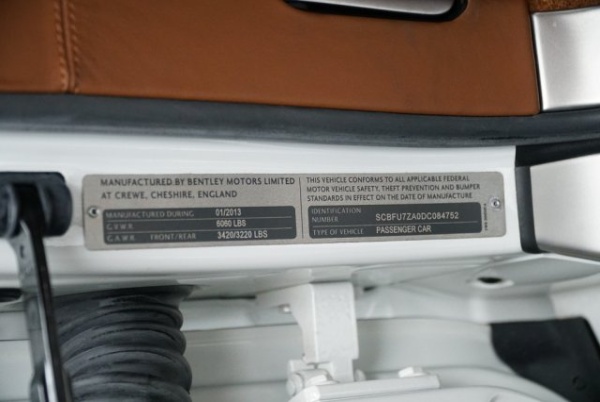 MANUFACTURED BY BENTLEY MOTORS LIMITED
AT CREWE, CHESHIRE, ENGLAND
MANUFACTURED DURING 01/2013
G.V.W.R. 6060 LBS
G.A.W.R. FRONT/REAR 3420/3220 LBS
THIS VEHICLE CONFORMS TO ALL APPLICABLE FEDERAL
MOTOR VEHICLE SAFETY, THEFT PREVENTION AND BUMPER
STANDARDS IN EFFECT ON THE DATE OF MANUFACTURE
IDENTIFICATION
NUMBER SCBFU7ZA0DC084752
TYPE OF VEHICLE PASSENGER CAR